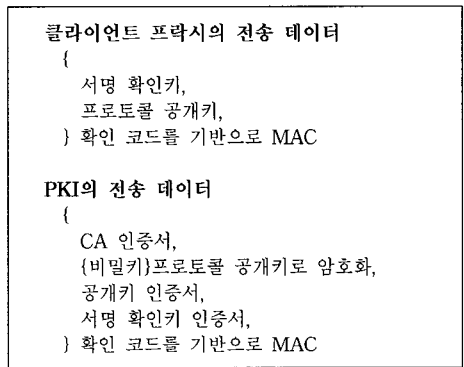 클라이언트 프락시의 전송 데이터
{
서명 확인키,
프로토콜 공개키,
} 확인 코드를 기반으로 MAC
PKI의 전송 데이터
{
CA 인증서,
{비밀키}프로토콜 공개키로 암호화,
공개키 인증서,
서명 확인키 인증서,
} 확인 코드를 기반으로 MAC